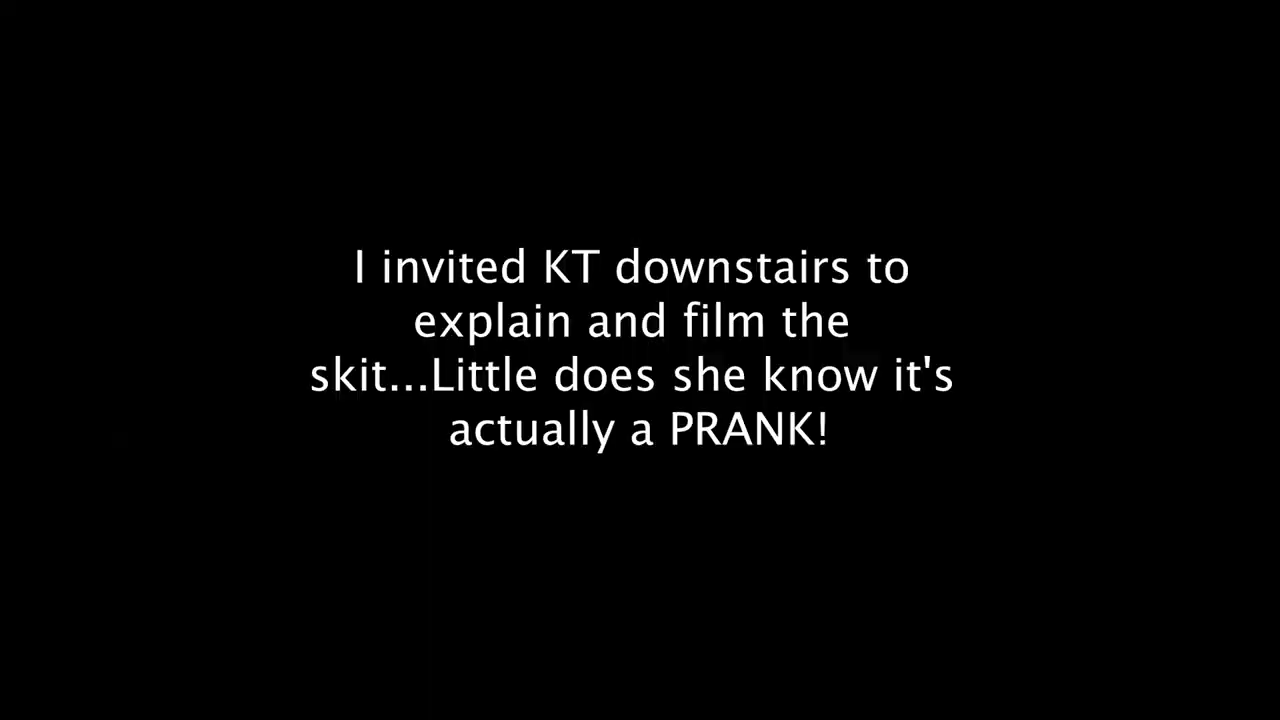 I invited KT downstairs to
explain and film the
skit...Little does she know it's
actually a PRANK!